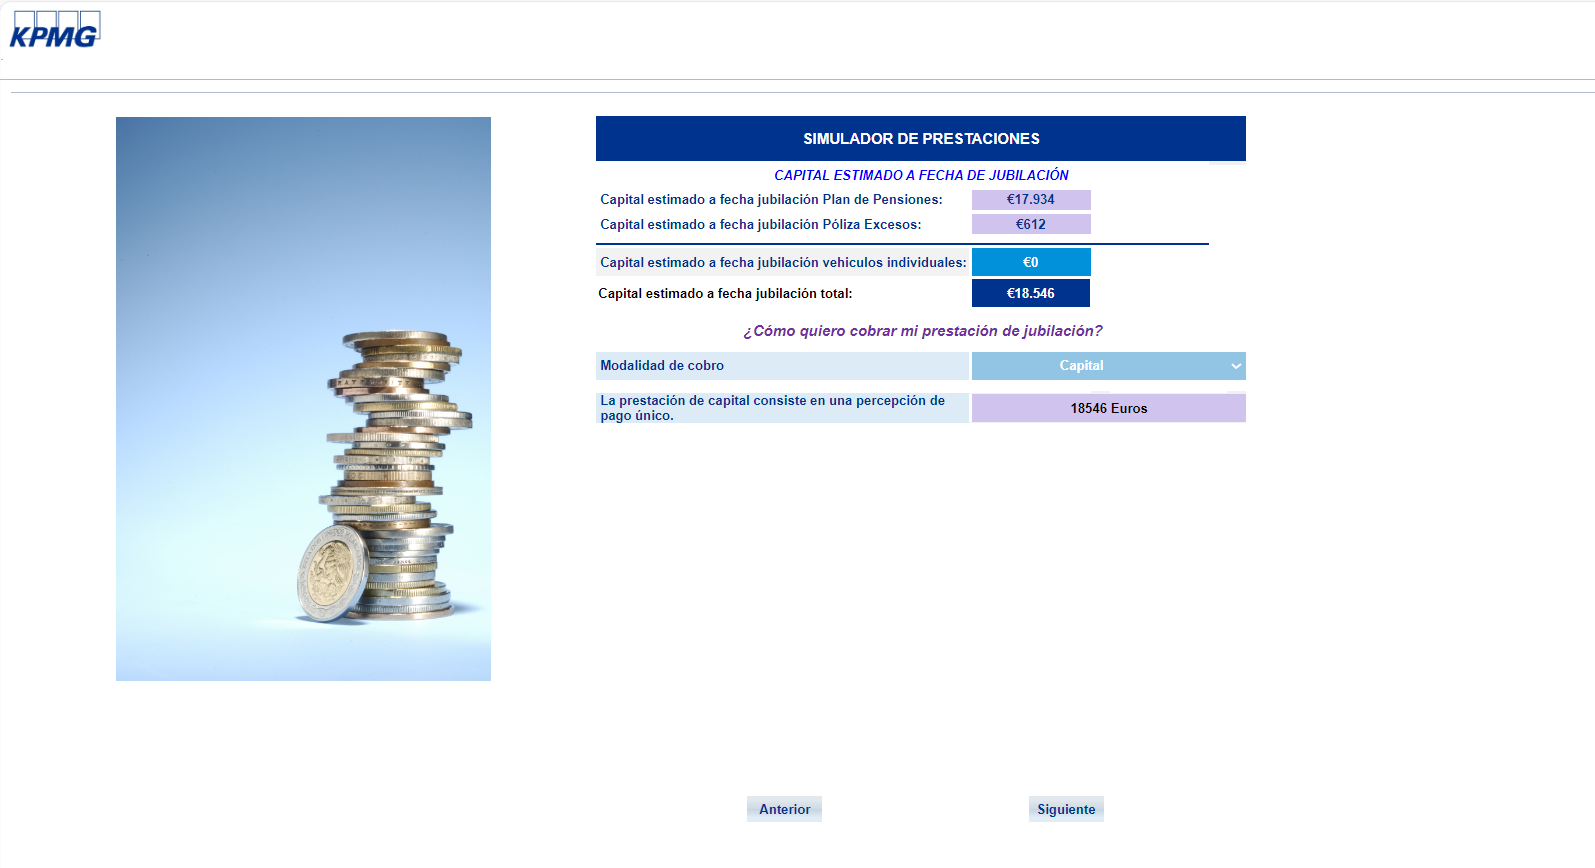 KPMG
SIMULADOR DE PRESTACIONES
CAPITAL ESTIMADO A FECHA DE JUBILACIÓN
Capital estimado a fecha jubilación Plan de Pensiones: €17.934
Capital estimado a fecha jubilación Póliza Excesos: €612
Capital estimado a fecha jubilación vehiculos individuales: €0
Capital estimado a fecha jubilación total: €18.546
¿Cómo quiero cobrar mi prestación de jubilación?
Modalidad de cobro Capital
La prestación de capital consiste en una percepción de
pago único.
18546 Euros
Anterior Siguiente